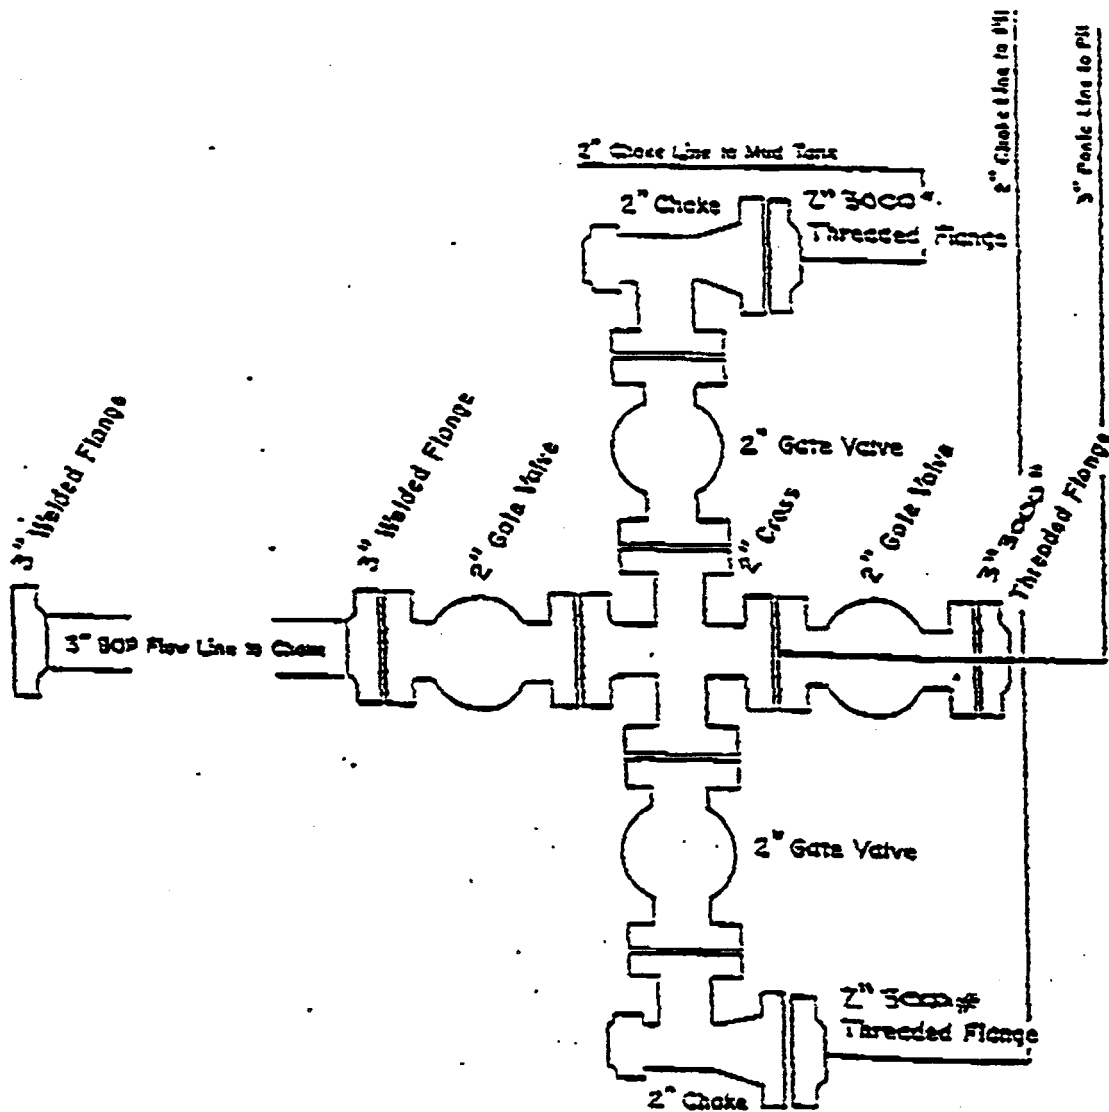 2" Choke Line to Pit
3" Panic Line to Pit
2" Choke Line to Mud Tank
2" Choke
2" 3000#
Threaded Flange
3" Welded Flange
3" Welded Flange
2" Gate Valve
2" Gate Valve
2" Cross
2" Gate Valve
3" 3000#
Threaded Flange
3" BOP Flow Line to Choke
2" Gate Valve
2" 3000#
Threaded Flange
2" Choke